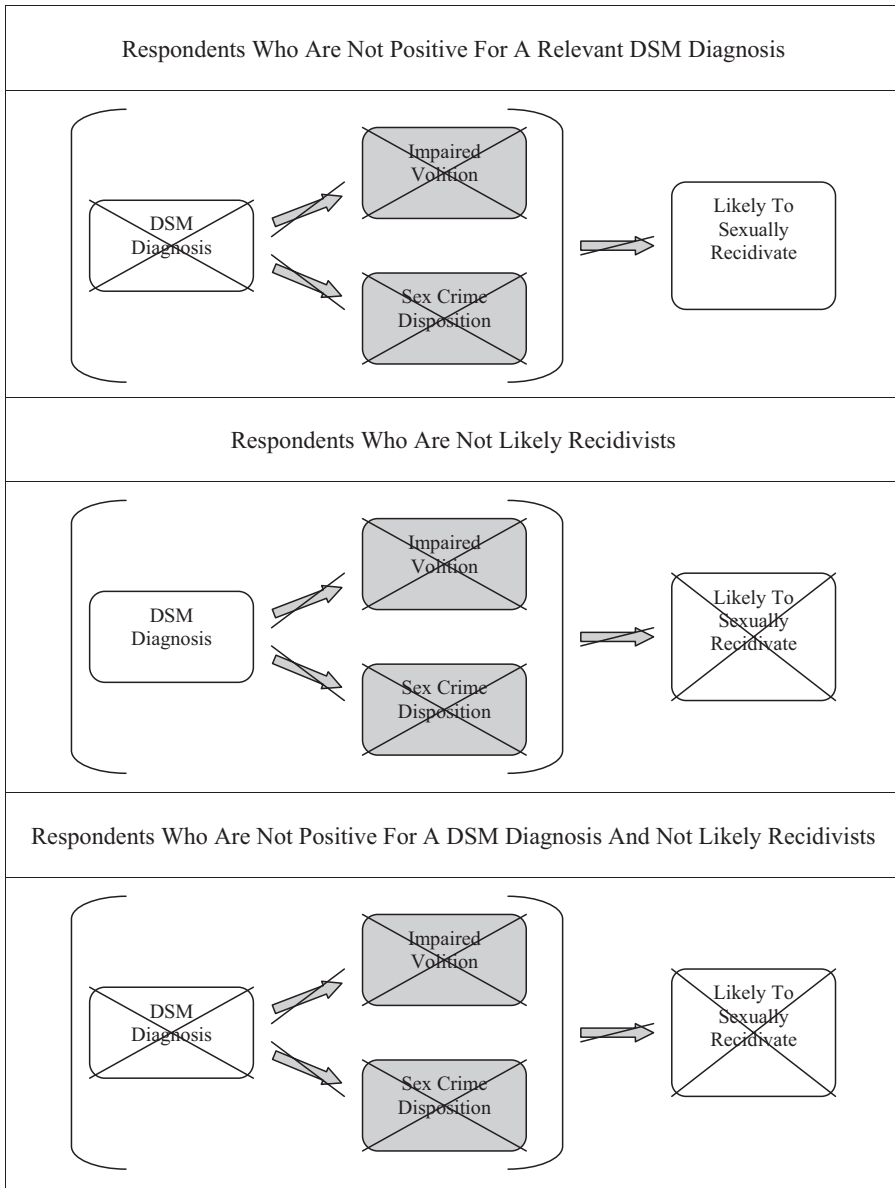 Respondents Who Are Not Positive For A Relevant DSM Diagnosis
Impaired
Volition
DSM
Diagnosis
Likely To
Sexually
Recidivate
Sex Crime
Disposition
Respondents Who Are Not Likely Recidivists
Impaired
Volition
DSM
Diagnosis
Likely To
Sexually
Recidivate
Sex Crime
Disposition
Respondents Who Are Not Positive For A DSM Diagnosis And Not Likely Recidivists
Impaired
Volition
DSM
Diagnosis
Likely To
Sexually
Recidivate
Sex Crime
Disposition